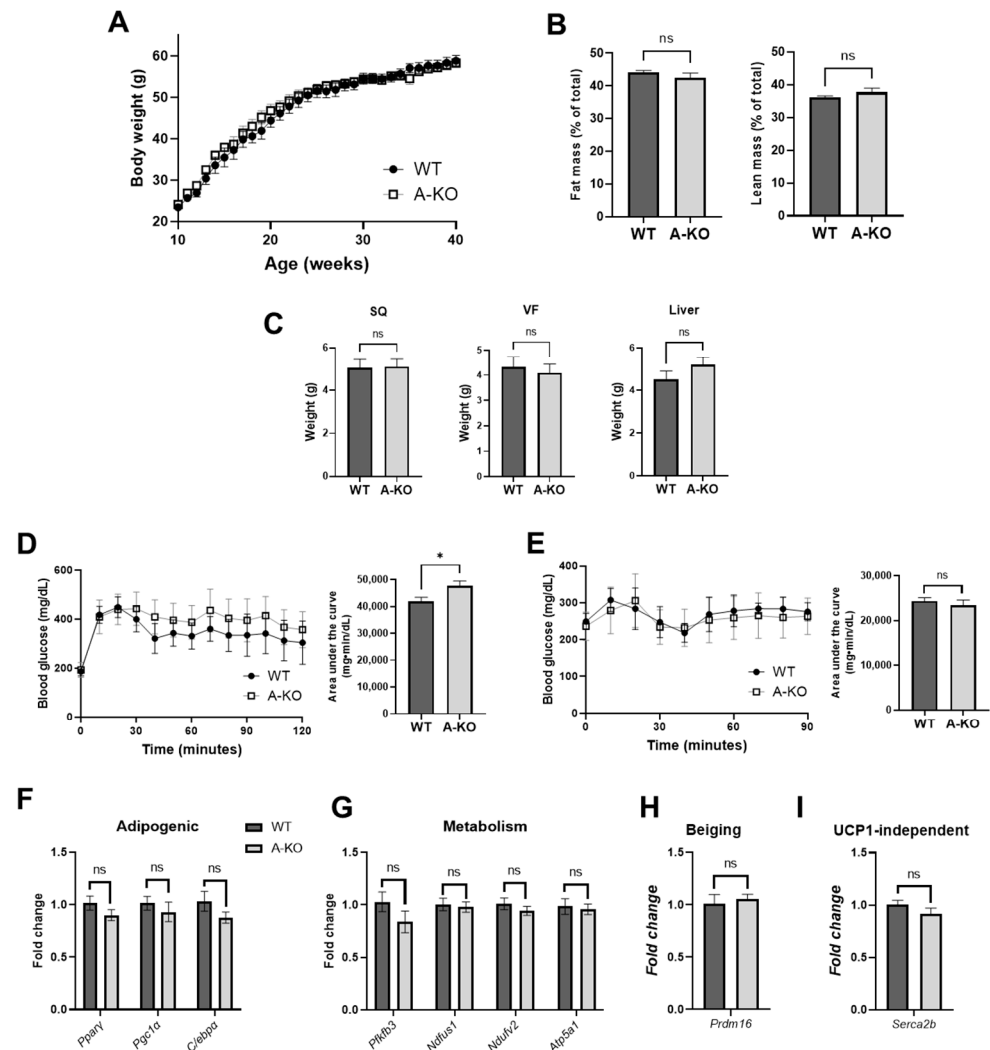 A
Body weight (g)
60
50
40
30
20
10
20
30
40
Age (weeks)
WT
A-KO
B
Fat mass (% of total)
50
40
30
20
10
0
WT
A-KO
ns
Lean mass (% of total)
50
40
30
20
10
0
WT
A-KO
ns
C
SQ
ns
Weight (g)
6
4
2
0
WT
A-KO
VF
ns
Weight (g)
5
4
3
2
1
0
WT
A-KO
Liver
ns
Weight (g)
6
4
2
0
WT
A-KO
D
Blood glucose (mg/dL)
600
400
200
0
0
30
60
90
120
Time (minutes)
WT
A-KO
*
Area under the curve
(mg•min/dL)
50,000
40,000
30,000
20,000
10,000
WT
A-KO
E
Blood glucose (mg/dL)
400
300
200
100
0
0
30
60
90
Time (minutes)
WT
A-KO
ns
Area under the curve
(mg•min/dL)
30,000
20,000
10,000
0
WT
A-KO
F
Adipogenic
WT
A-KO
Fold change
1.5
1.0
0.5
0.0
ns
ns
ns
Pparγ
Pgc1α
C/ebpα
G
Metabolism
Fold change
1.5
1.0
0.5
0.0
ns
ns
ns
ns
Pfkfb3
Ndfus1
Ndufv2
Atp5a1
H
Beiging
Fold change
1.5
1.0
0.5
0.0
ns
Prdm16
I
UCP1-independent
Fold change
1.5
1.0
0.5
0.0
ns
Serca2b